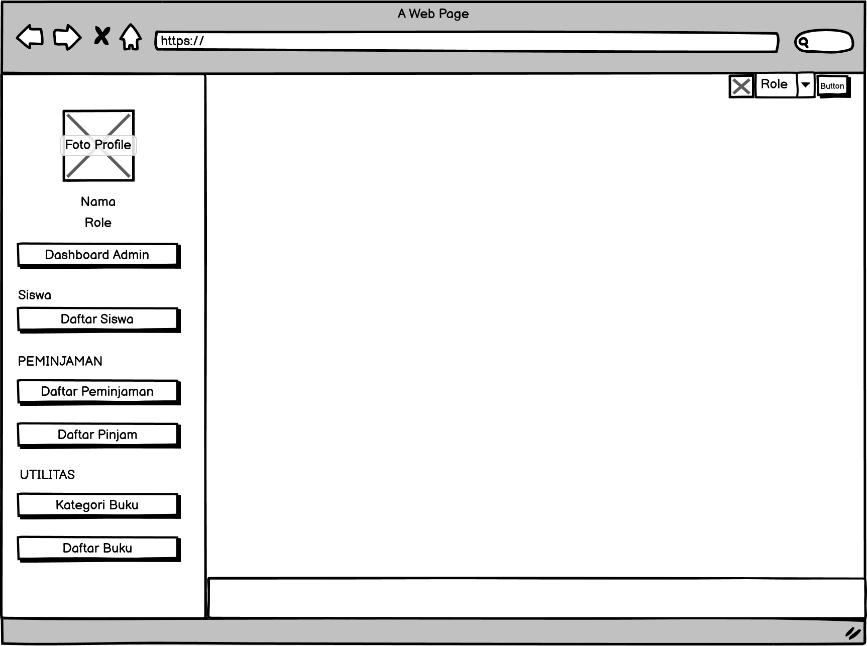 A Web Page
https://
Role
Button
Foto Profile
Nama
Role
Dashboard Admin
Siswa
Daftar Siswa
PEMINJAMAN
Daftar Peminjaman
Daftar Pinjam
UTILITAS
Kategori Buku
Daftar Buku